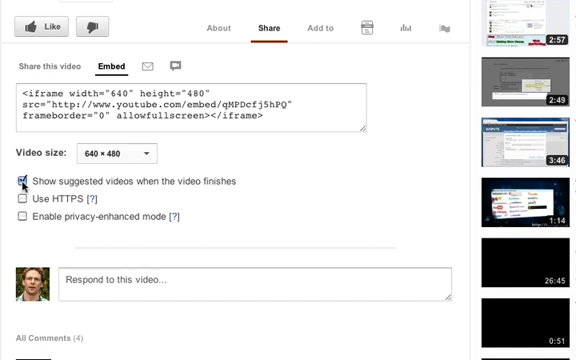 Like
About
Share
Add to
Share this video
Embed
<iframe width="640" height="480"
src="http://www.youtube.com/embed/qMPDcfj5hPQ"
frameborder="0" allowfullscreen></iframe>
Video size:
640 × 480
Show suggested videos when the video finishes
Use HTTPS [?]
Enable privacy-enhanced mode [?]
Respond to this video...
All Comments (4)
2:57
2:49
3:46
1:14
26:45
0:51